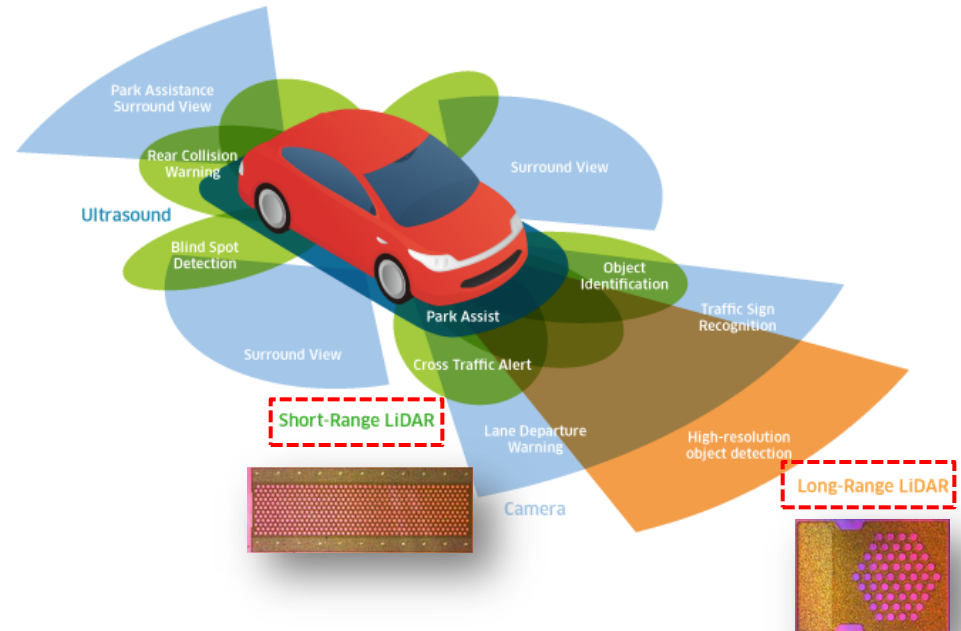 Park Assistance
Surround View
Rear Collision
Warning
Surround View
Ultrasound
Blind Spot
Detection
Object
Identification
Traffic Sign
Recognition
Park Assist
Surround View
Cross Traffic Alert
Short-Range LiDAR
Lane Departure
Warning
High-resolution
object detection
Long-Range LiDAR
Camera